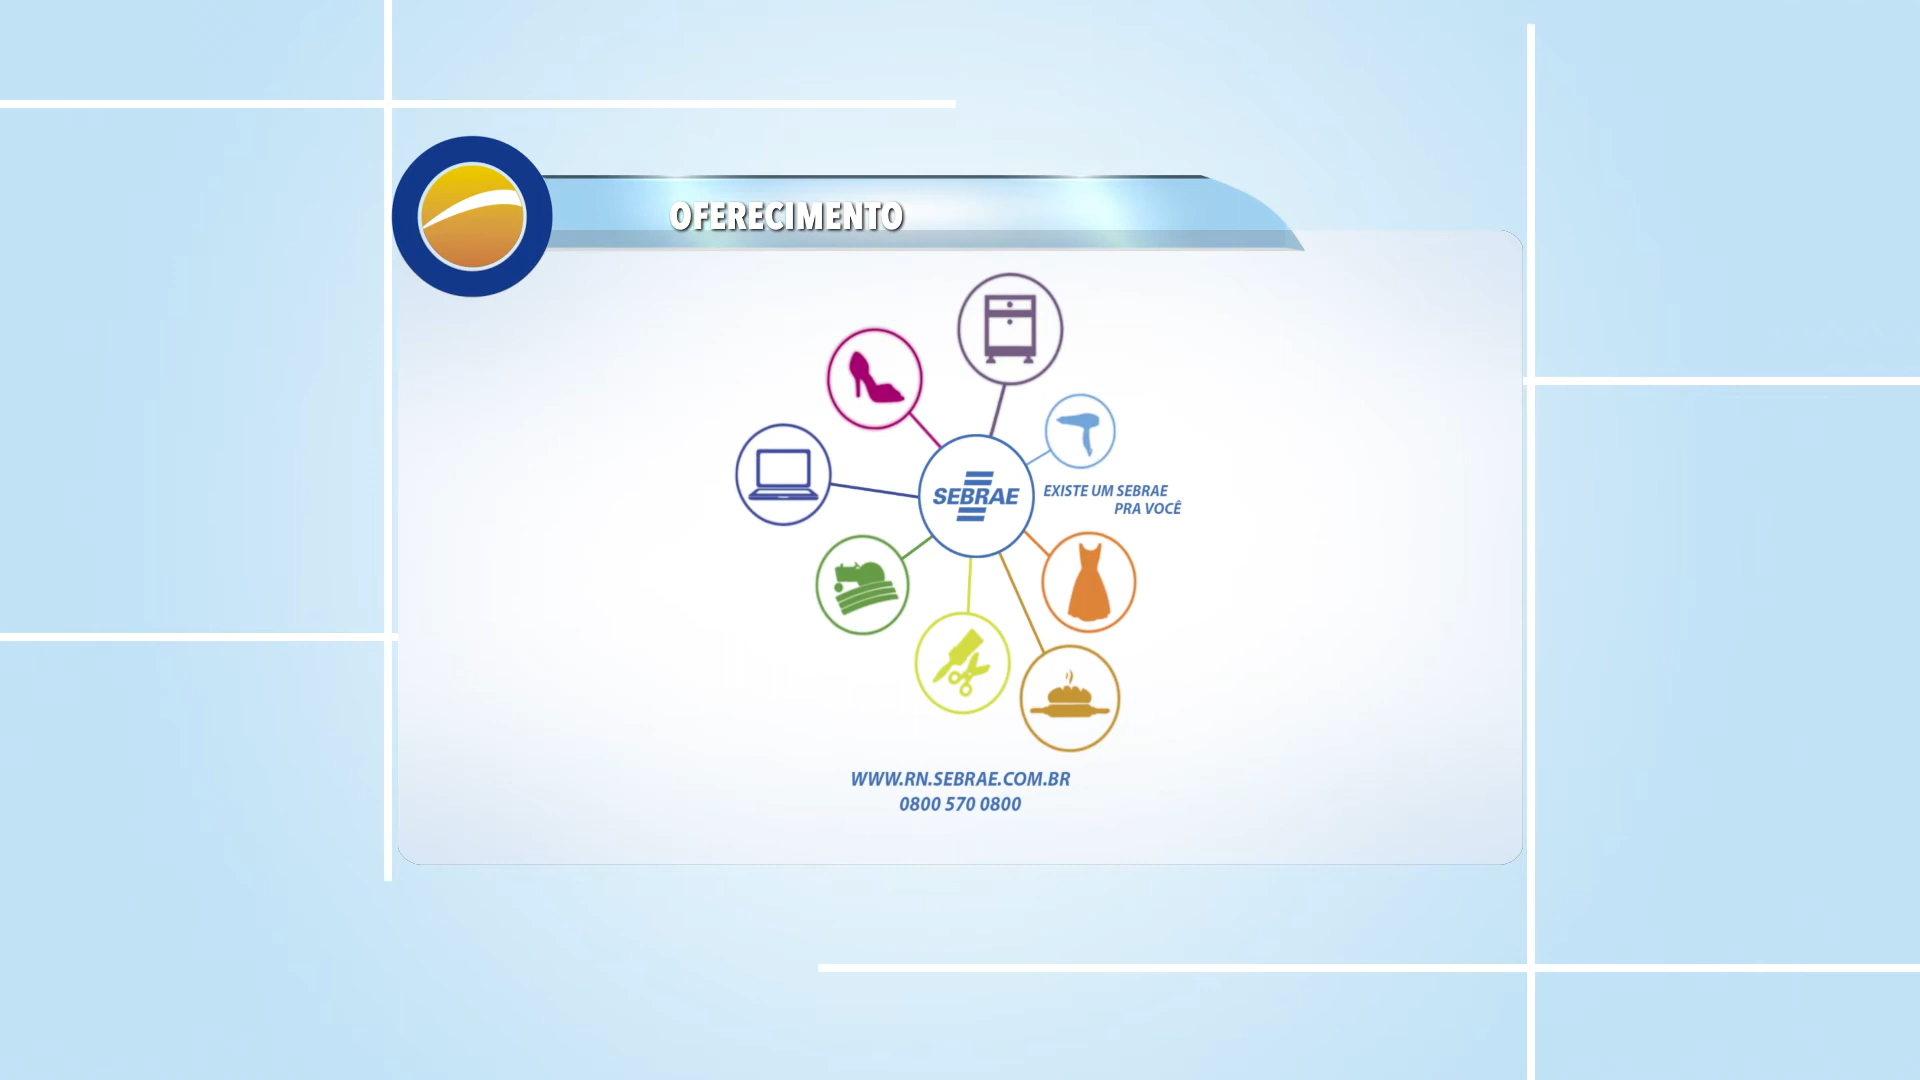 OFERECIMENTO
SEBRAE
EXISTE UM SEBRAE
PRA VOCÊ
WWW.RN.SEBRAE.COM.BR
0800 570 0800